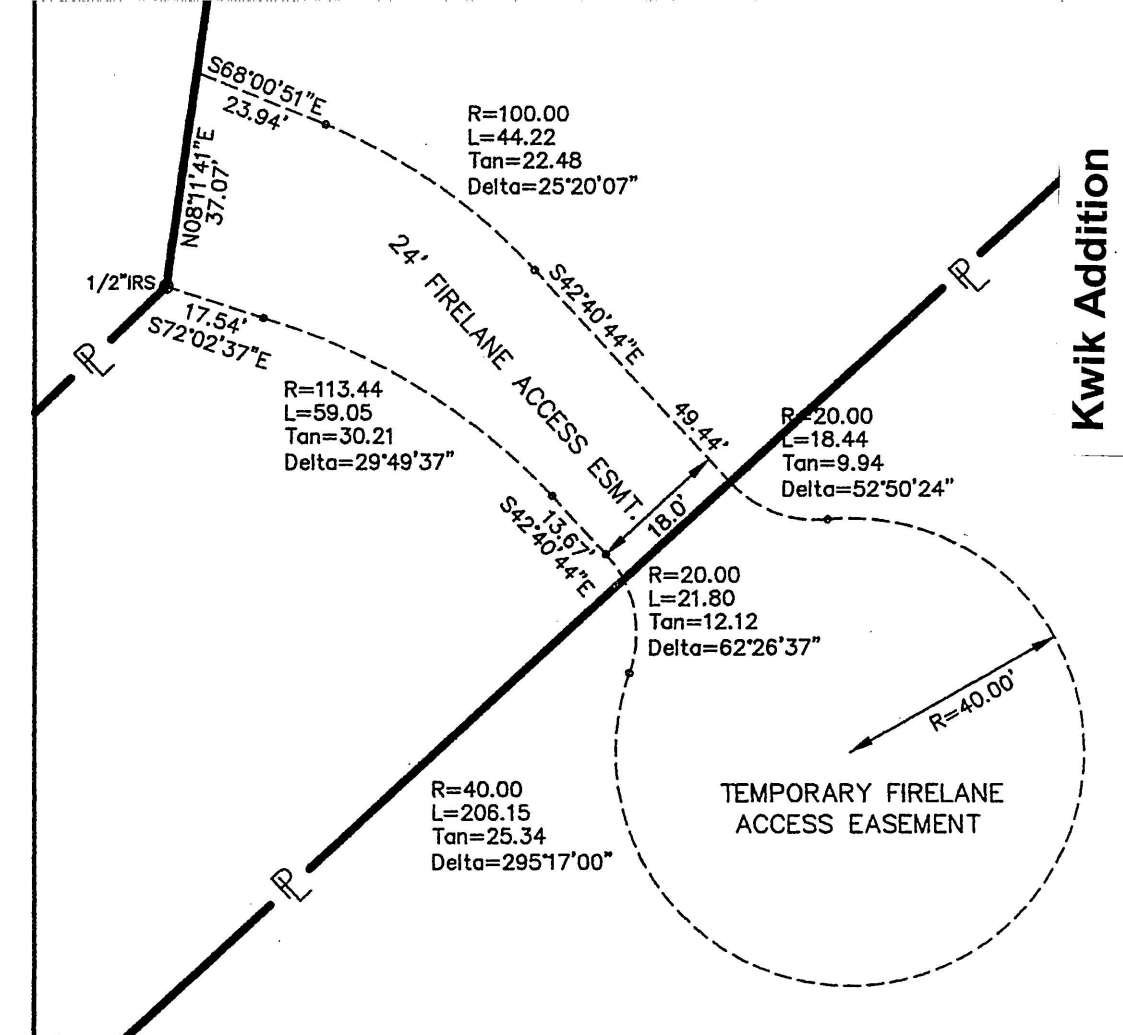 S68°00'51"E
23.94'
R=100.00
L=44.22
Tan=22.48
Delta=25°20'07"
N08°11'41"E
37.07'
Kwik Addition
24' FIRELANE ACCESS ESMT.
S42°40'44"E
49.44'
PL
1/2"IRS
17.54'
S72°02'37"E
PL
R=113.44
L=59.05
Tan=30.21
Delta=29°49'37"
R=20.00
L=18.44
Tan=9.94
Delta=52°50'24"
18.0'
13.67'
S42°40'44"E
R=20.00
L=21.80
Tan=12.12
Delta=62°26'37"
R=40.00'
R=40.00
L=206.15
Tan=25.34
Delta=295°17'00"
TEMPORARY FIRELANE
ACCESS EASEMENT
PL